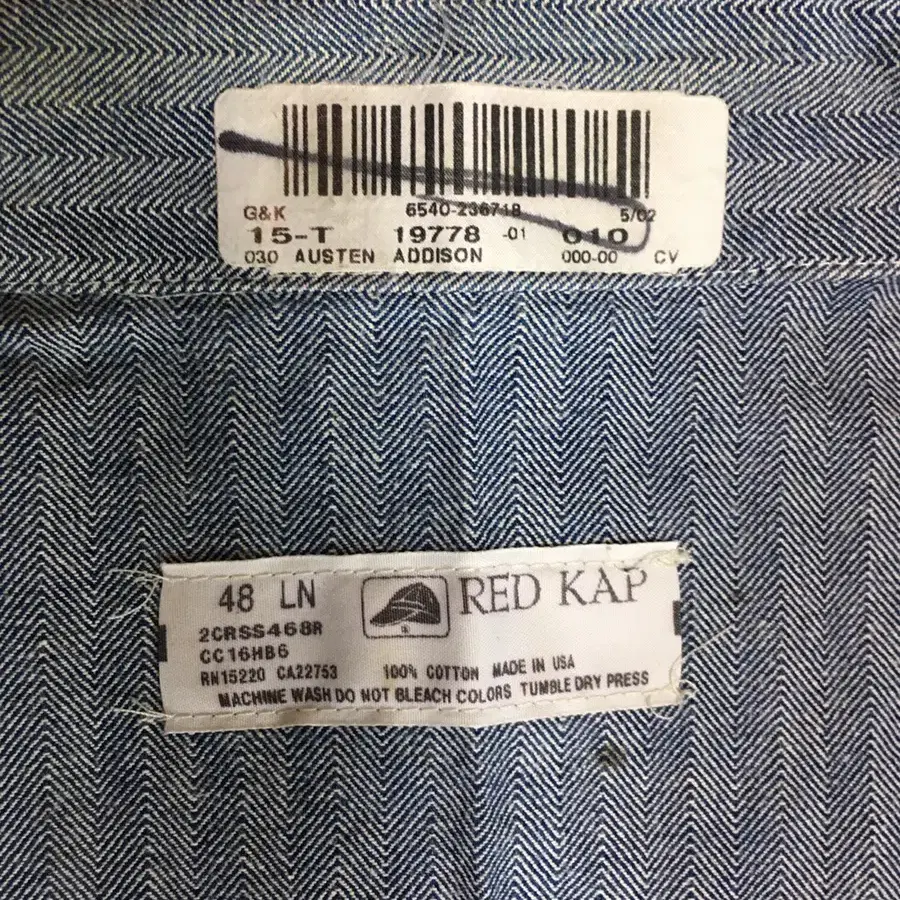 G&K 6540-236718 5/02
15-T 19778 -01 010
030 AUSTEN ADDISON 000-00 CV
48 LN RED KAP
2CRSS468R
CC16HB6
RN15220 CA22753 100% COTTON MADE IN USA
MACHINE WASH DO NOT BLEACH COLORS TUMBLE DRY PRESS